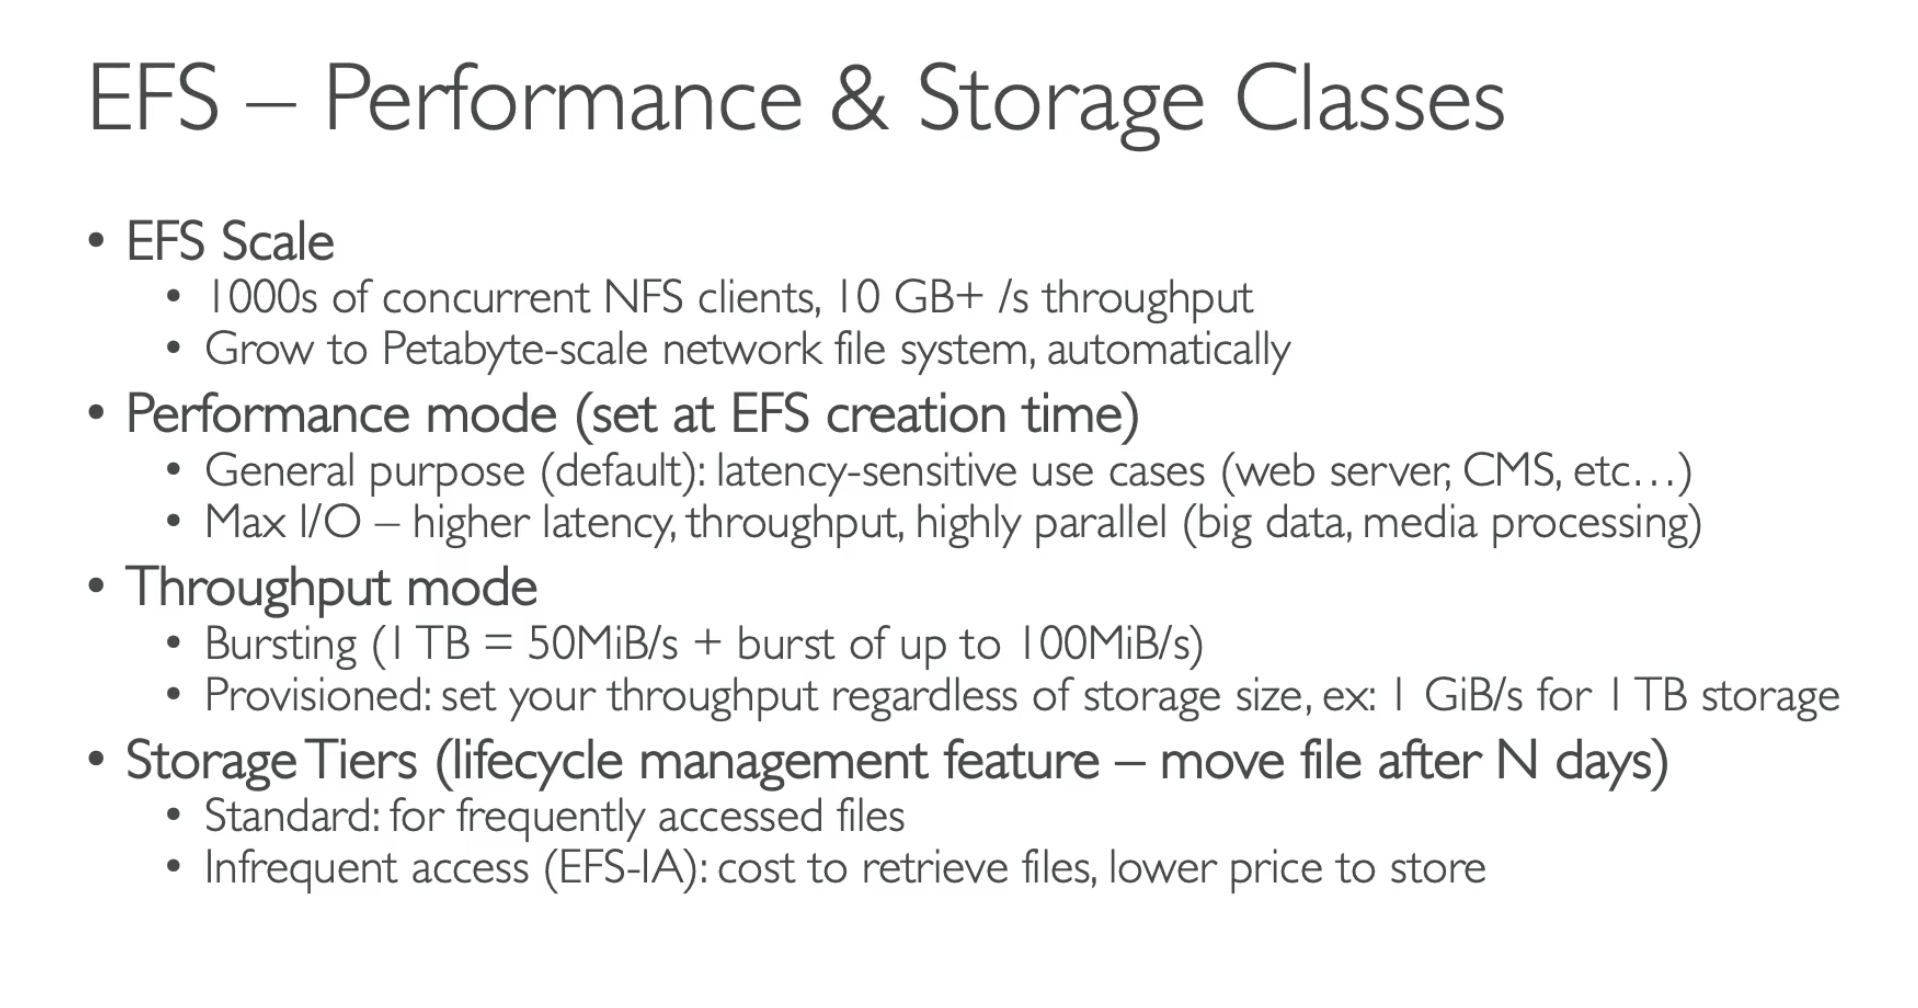 EFS – Performance & Storage Classes
• EFS Scale
• 1000s of concurrent NFS clients, 10 GB+ /s throughput
• Grow to Petabyte-scale network file system, automatically
• Performance mode (set at EFS creation time)
• General purpose (default): latency-sensitive use cases (web server, CMS, etc…)
• Max I/O – higher latency, throughput, highly parallel (big data, media processing)
• Throughput mode
• Bursting (1 TB = 50MiB/s + burst of up to 100MiB/s)
• Provisioned: set your throughput regardless of storage size, ex: 1 GiB/s for 1 TB storage
• Storage Tiers (lifecycle management feature – move file after N days)
• Standard: for frequently accessed files
• Infrequent access (EFS-IA): cost to retrieve files, lower price to store